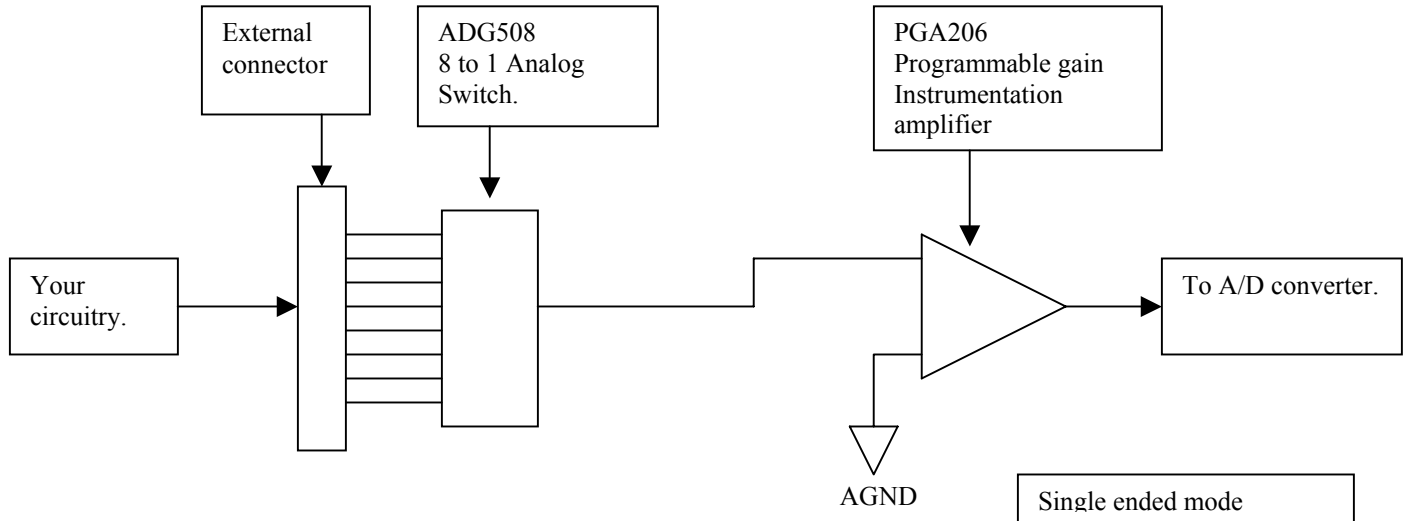 External
connector
ADG508
8 to 1 Analog
Switch.
PGA206
Programmable gain
Instrumentation
amplifier
Your
circuitry.
To A/D converter.
AGND
Single ended mode